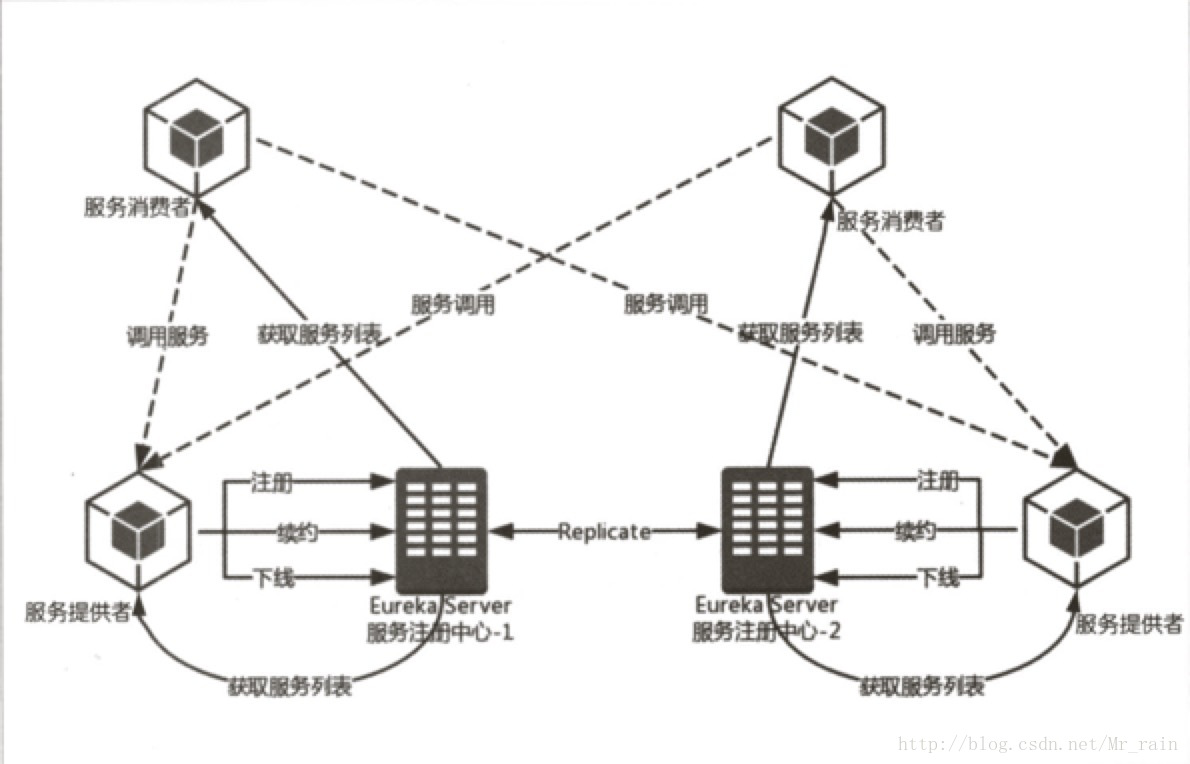 服务消费者
服务消费者
服务调用
服务调用
调用服务
获取服务列表
获取服务列表
调用服务
注册
注册
续约
Replicate
续约
下线
下线
服务提供者
Eureka Server
服务注册中心-1
Eureka Server
服务注册中心-2
服务提供者
获取服务列表
获取服务列表
http://blog.csdn.net/Mr_rain